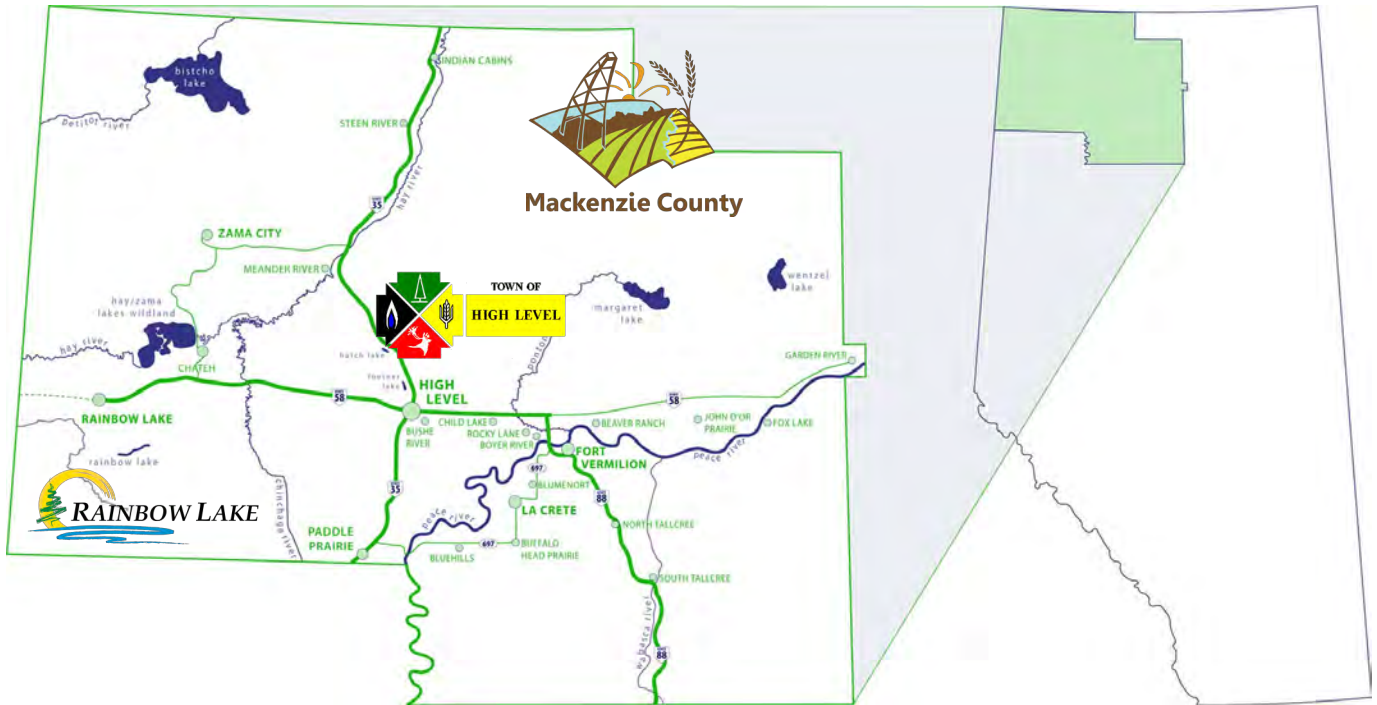 INDIAN CABINS
bistcho
lake
petitot river
STEEN RIVER
hay river
35
Mackenzie County
ZAMA CITY
MEANDER RIVER
wentzel
lake
TOWN OF
HIGH LEVEL
margaret
lake
hay/zama
lakes wildland
hay river
hutch lake
ponton
GARDEN RIVER
CHATEH
footner
lake
HIGH
LEVEL
58
58
RAINBOW LAKE
BUSHE
RIVER
CHILD LAKE
ROCKY LANE
BOYER RIVER
BEAVER RANCH
JOHN D'OR
PRAIRIE
FOX LAKE
peace river
FORT
VERMILION
rainbow lake
697
BLUMENORT
35
88
RAINBOW LAKE
chinchaga river
LA CRETE
peace river
NORTH TALLCREE
PADDLE
PRAIRIE
697
BUFFALO
HEAD PRAIRIE
BLUEHILLS
SOUTH TALLCREE
wabasca river
88